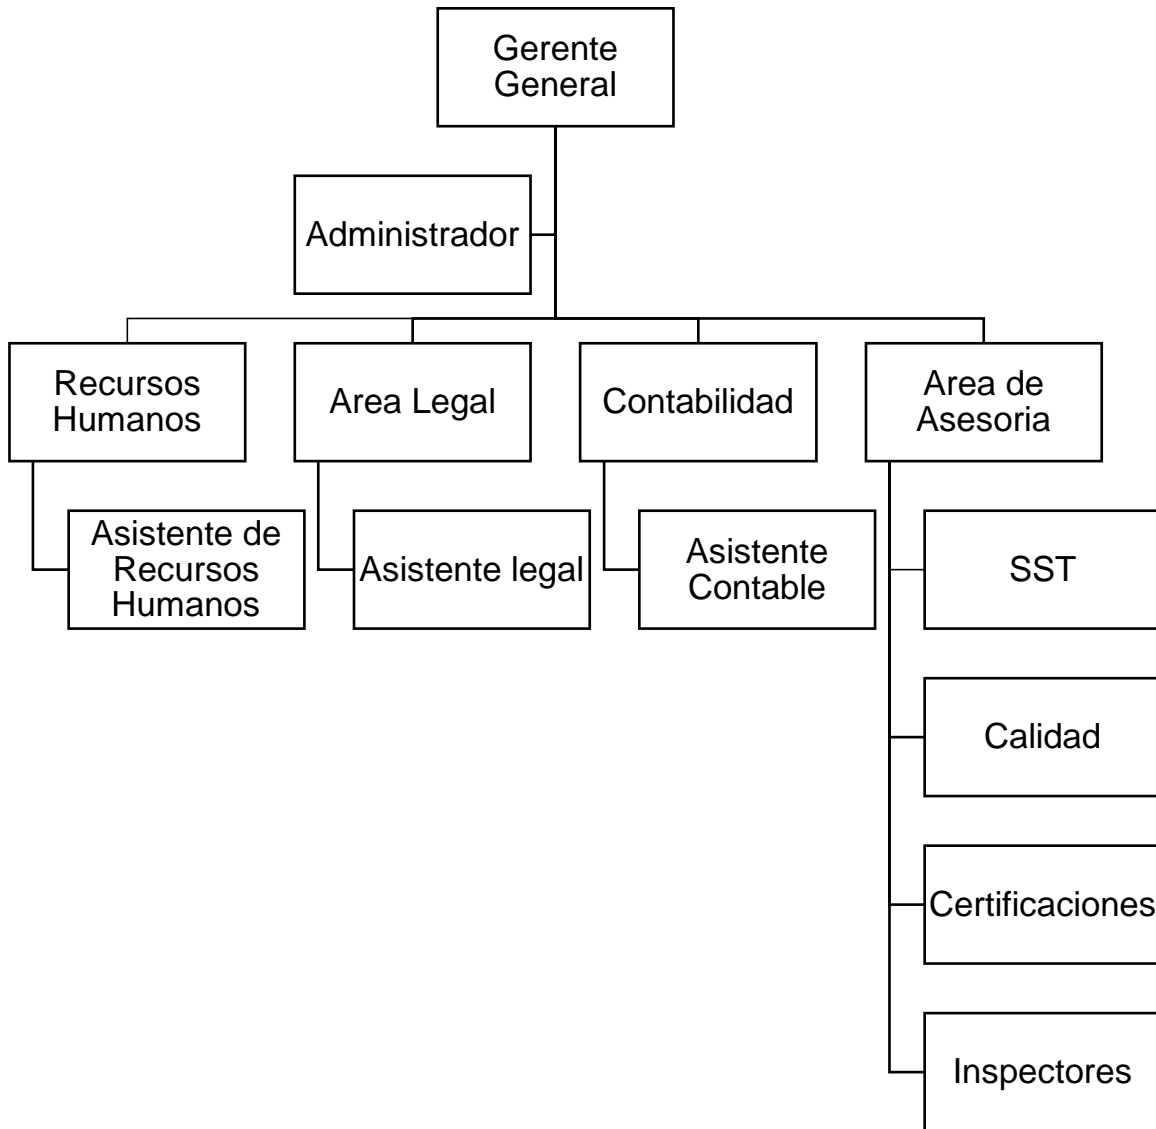 Gerente
General
Administrador
Recursos
Humanos
Area Legal
Contabilidad
Area de
Asesoria
Asistente de
Recursos
Humanos
Asistente legal
Asistente
Contable
SST
Calidad
Certificaciones
Inspectores